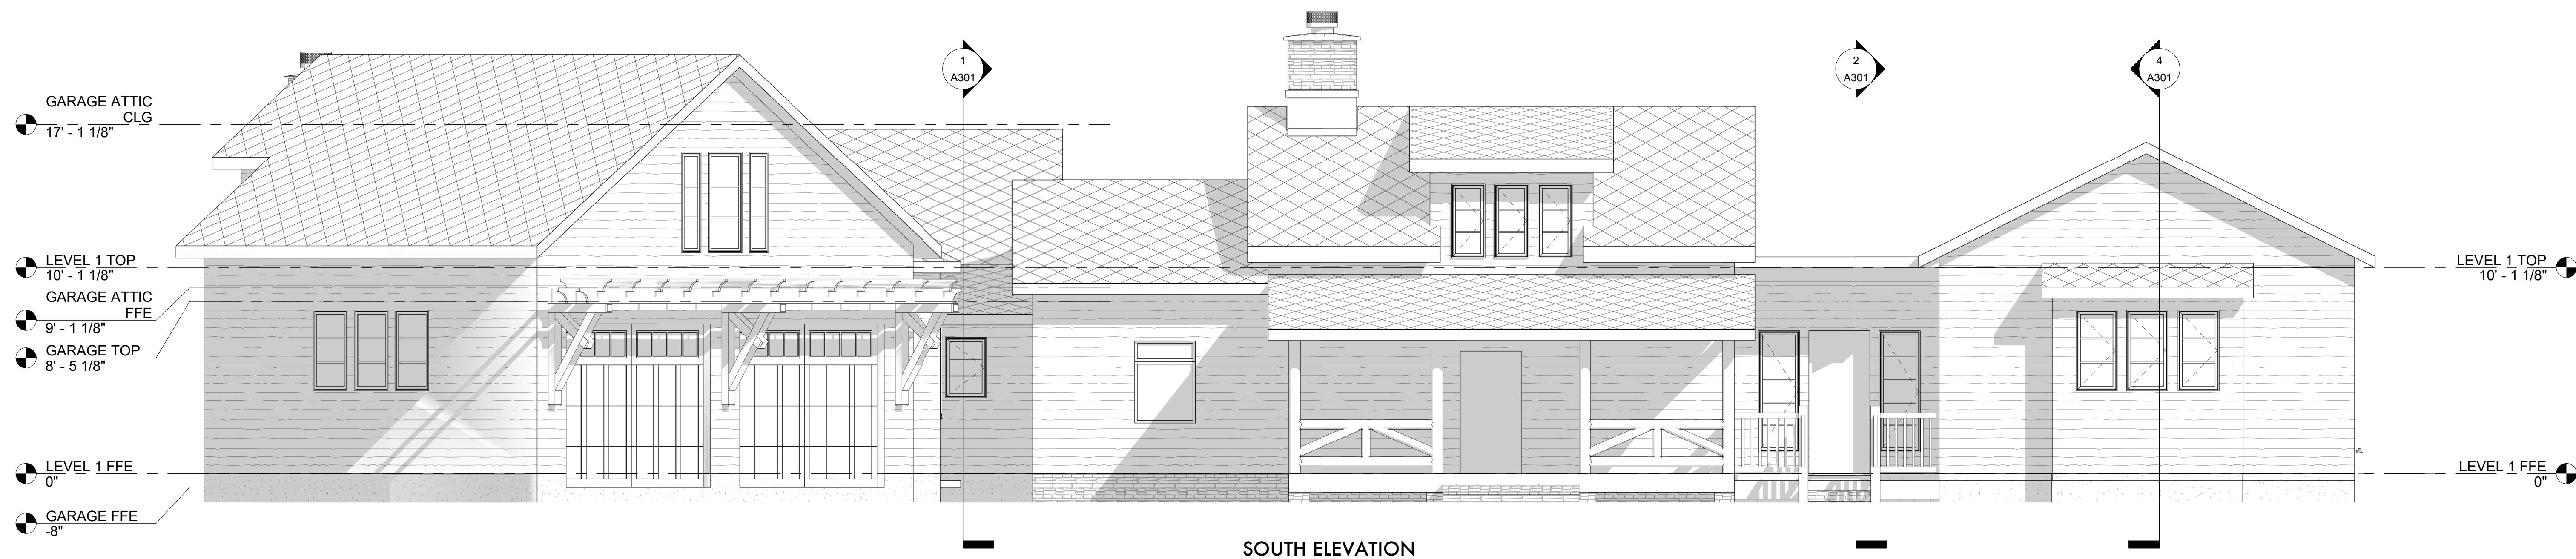 1
A301
2
A301
4
A301
GARAGE ATTIC
CLG
17' - 1 1/8"
LEVEL 1 TOP
10' - 1 1/8"
GARAGE ATTIC
FFE
9' - 1 1/8"
GARAGE TOP
8' - 5 1/8"
LEVEL 1 FFE
0"
GARAGE FFE
-8"
LEVEL 1 TOP
10' - 1 1/8"
LEVEL 1 FFE
0"
SOUTH ELEVATION